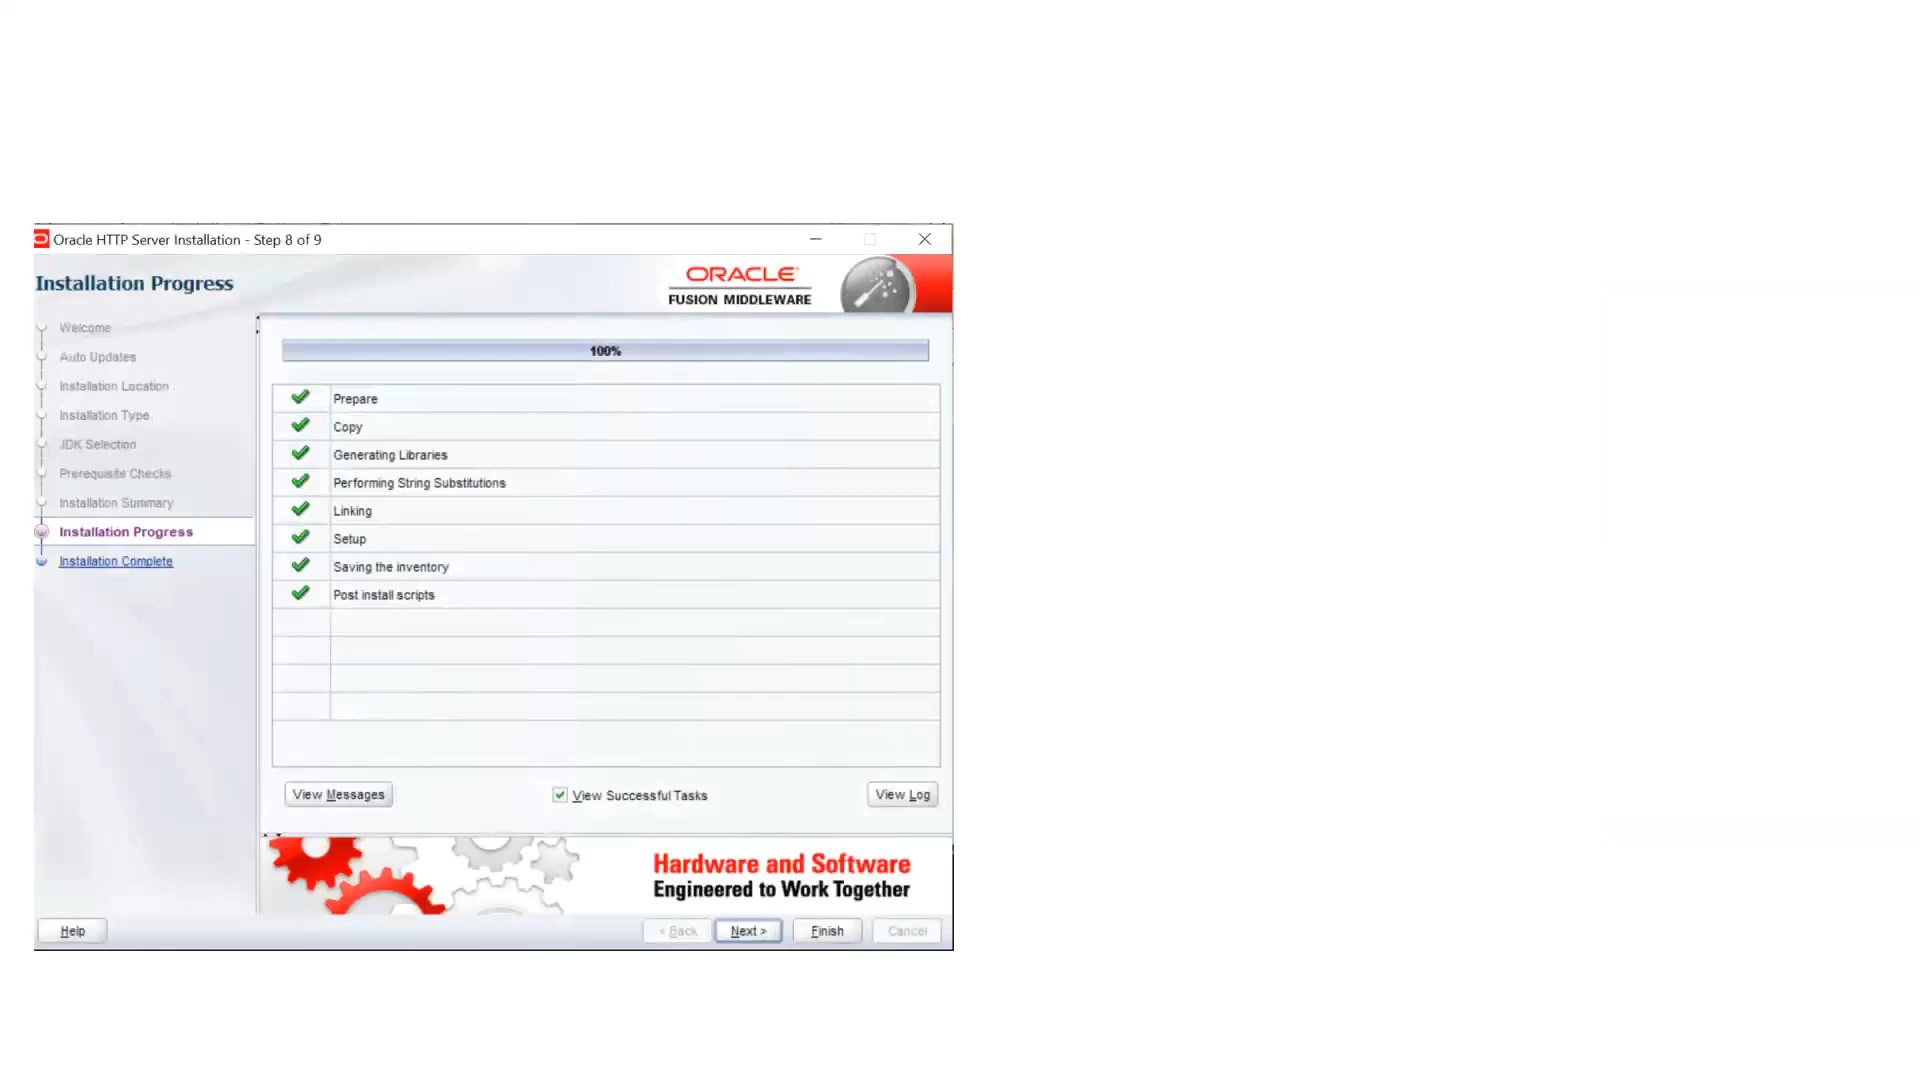 Oracle HTTP Server Installation - Step 8 of 9
Installation Progress
ORACLE
FUSION MIDDLEWARE
Welcome
Auto Updates
Installation Location
Installation Type
JDK Selection
Prerequisite Checks
Installation Summary
Installation Progress
Installation Complete
100%
Prepare
Copy
Generating Libraries
Performing String Substitutions
Linking
Setup
Saving the inventory
Post install scripts
View Messages
View Successful Tasks
View Log
Hardware and Software
Engineered to Work Together
Help
< Back
Next >
Finish
Cancel